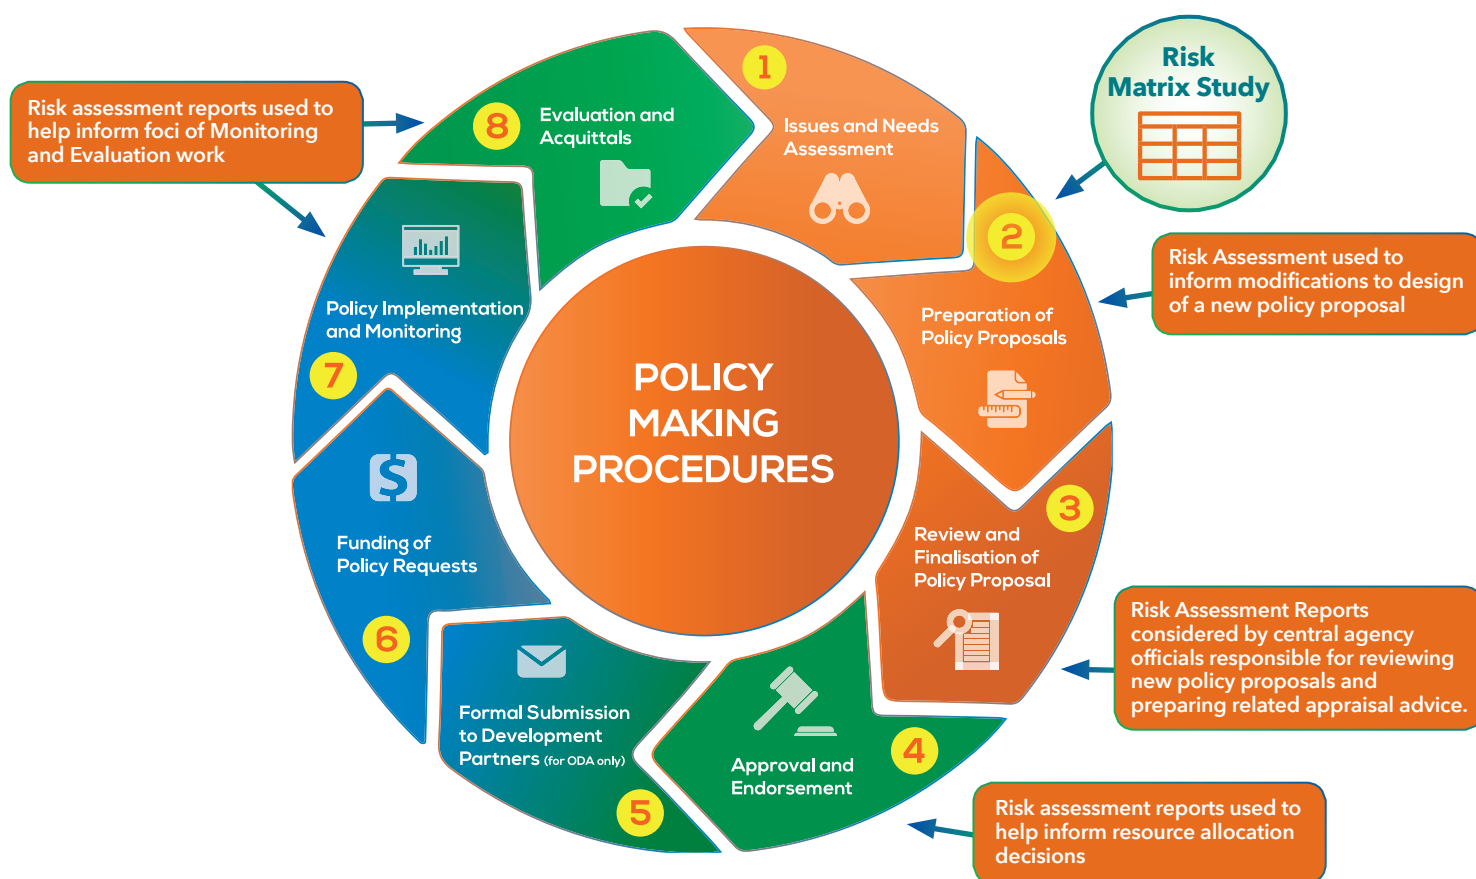 POLICY
MAKING
PROCEDURES
1
Issues and Needs
Assessment
Risk
Matrix Study
2
Preparation of
Policy Proposals
Risk Assessment used to
inform modifications to design
of a new policy proposal
3
Review and
Finalisation of
Policy Proposal
Risk Assessment Reports
considered by central agency
officials responsible for reviewing
new policy proposals and
preparing related appraisal advice.
4
Approval and
Endorsement
Risk assessment reports used to
help inform resource allocation
decisions
5
Formal Submission
to Development
Partners (for ODA only)
6
$
Funding of
Policy Requests
7
Policy Implementation
and Monitoring
8
Evaluation and
Acquittals
Risk assessment reports used to
help inform foci of Monitoring
and Evaluation work